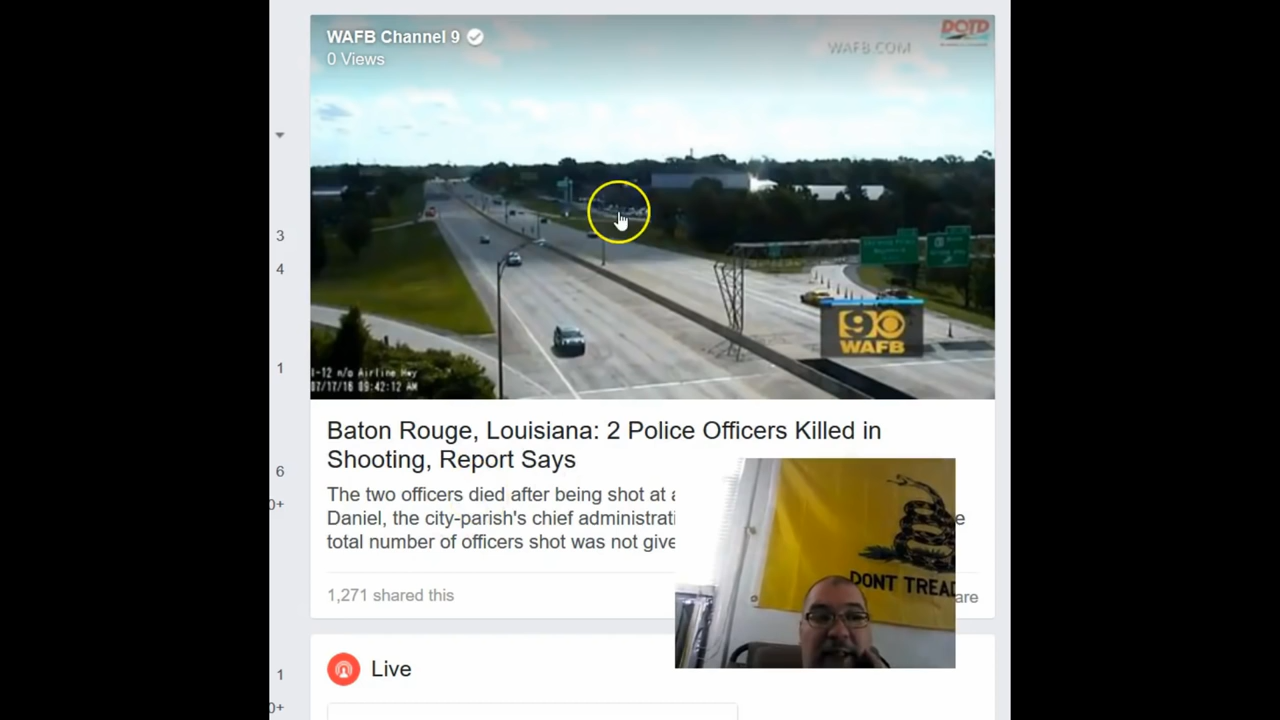 WAFB Channel 9
0 Views
WAFB.COM
DOTD
9
WAFB
I-12 n/o Airline Hwy
07/17/16 09:42:12 AM
Baton Rouge, Louisiana: 2 Police Officers Killed in
Shooting, Report Says
The two officers died after being shot at a
Daniel, the city-parish's chief administrati
e
total number of officers shot was not give
1,271 shared this
are
DONT TREAD
Live
3
4
1
6
0+
1
0+